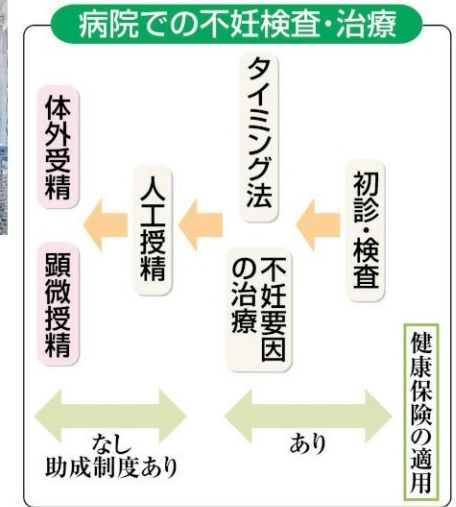 病院での不妊検査・治療
初診・検査
タイミング法
不妊要因
の治療
人工授精
体外受精
顕微授精
健康保険の適用
あり
なし
助成制度あり